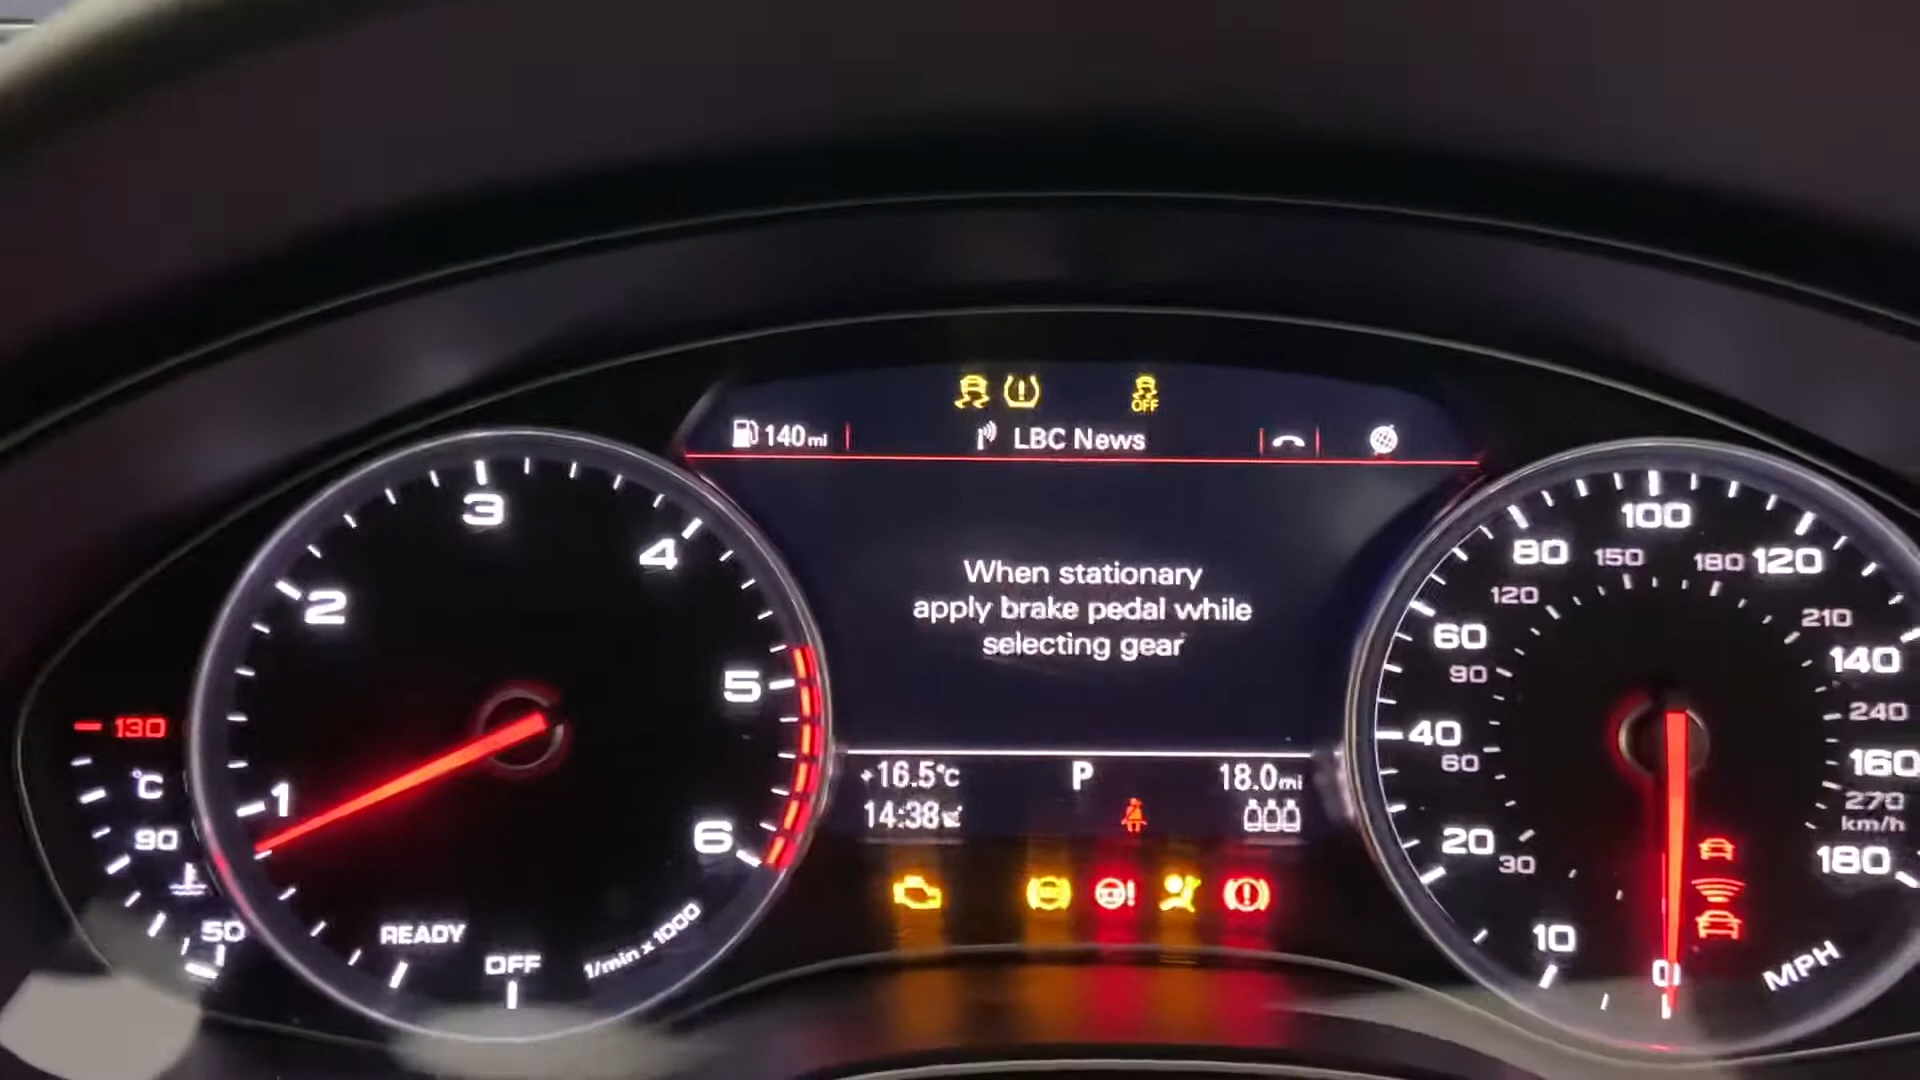 OFF
140mi
LBC News
When stationary
apply brake pedal while
selecting gear
+16.5°C
P
18.0mi
14:38
130
°C
90
50
1
2
3
4
5
6
READY
OFF
1/min x 1000
0
10
20
40
60
80
100
120
140
160
180
30
60
90
120
150
180
210
240
270
km/h
MPH